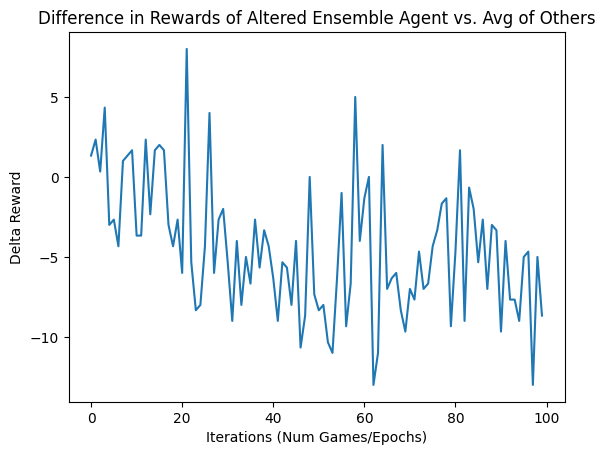 Difference in Rewards of Altered Ensemble Agent vs. Avg of Others
5
0
−5
−10
Delta Reward
0 20 40 60 80 100
Iterations (Num Games/Epochs)